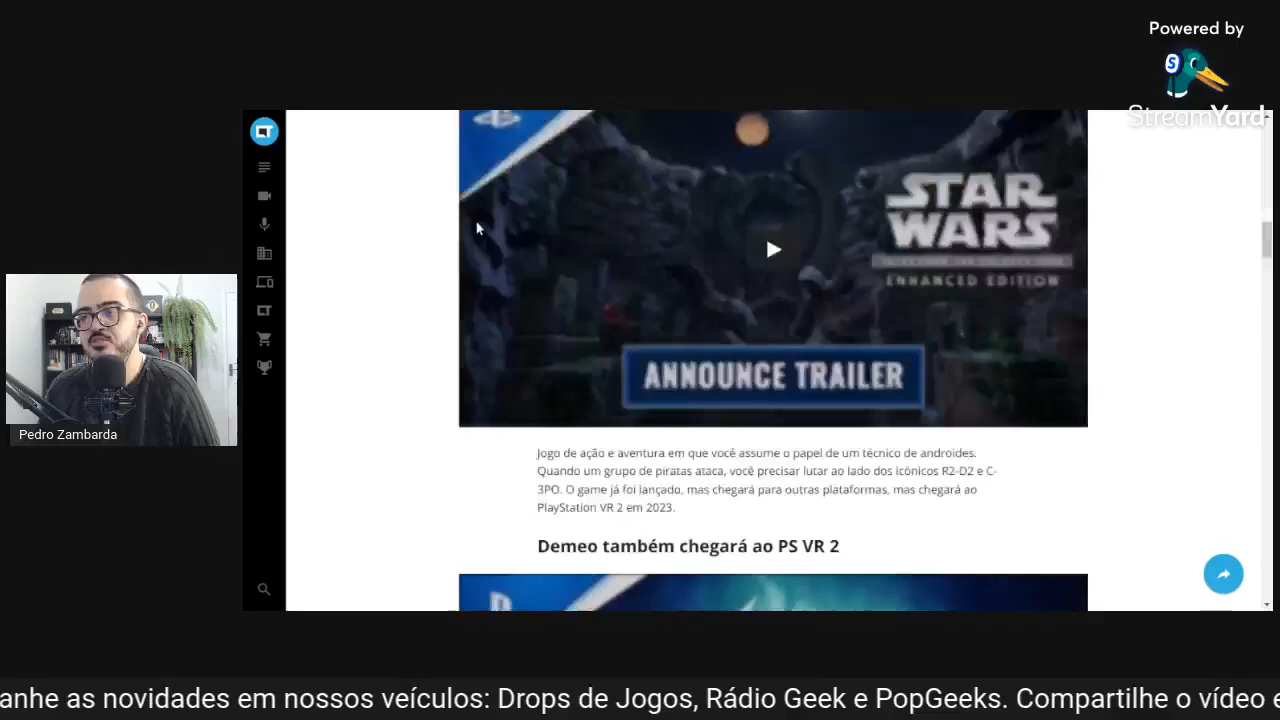 Powered by
StreamYard
STAR
WARS
ENHANCED EDITION
ANNOUNCE TRAILER
Jogo de ação e aventura em que você assume o papel de um técnico de androides.
Quando um grupo de piratas ataca, você precisar lutar ao lado dos icônicos R2-D2 e C-
3PO. O game já foi lançado, mas chegará para outras plataformas, mas chegará ao
PlayStation VR 2 em 2023.
Demeo também chegará ao PS VR 2
Pedro Zambarda
anhe as novidades em nossos veículos: Drops de Jogos, Rádio Geek e PopGeeks. Compartilhe o vídeo e